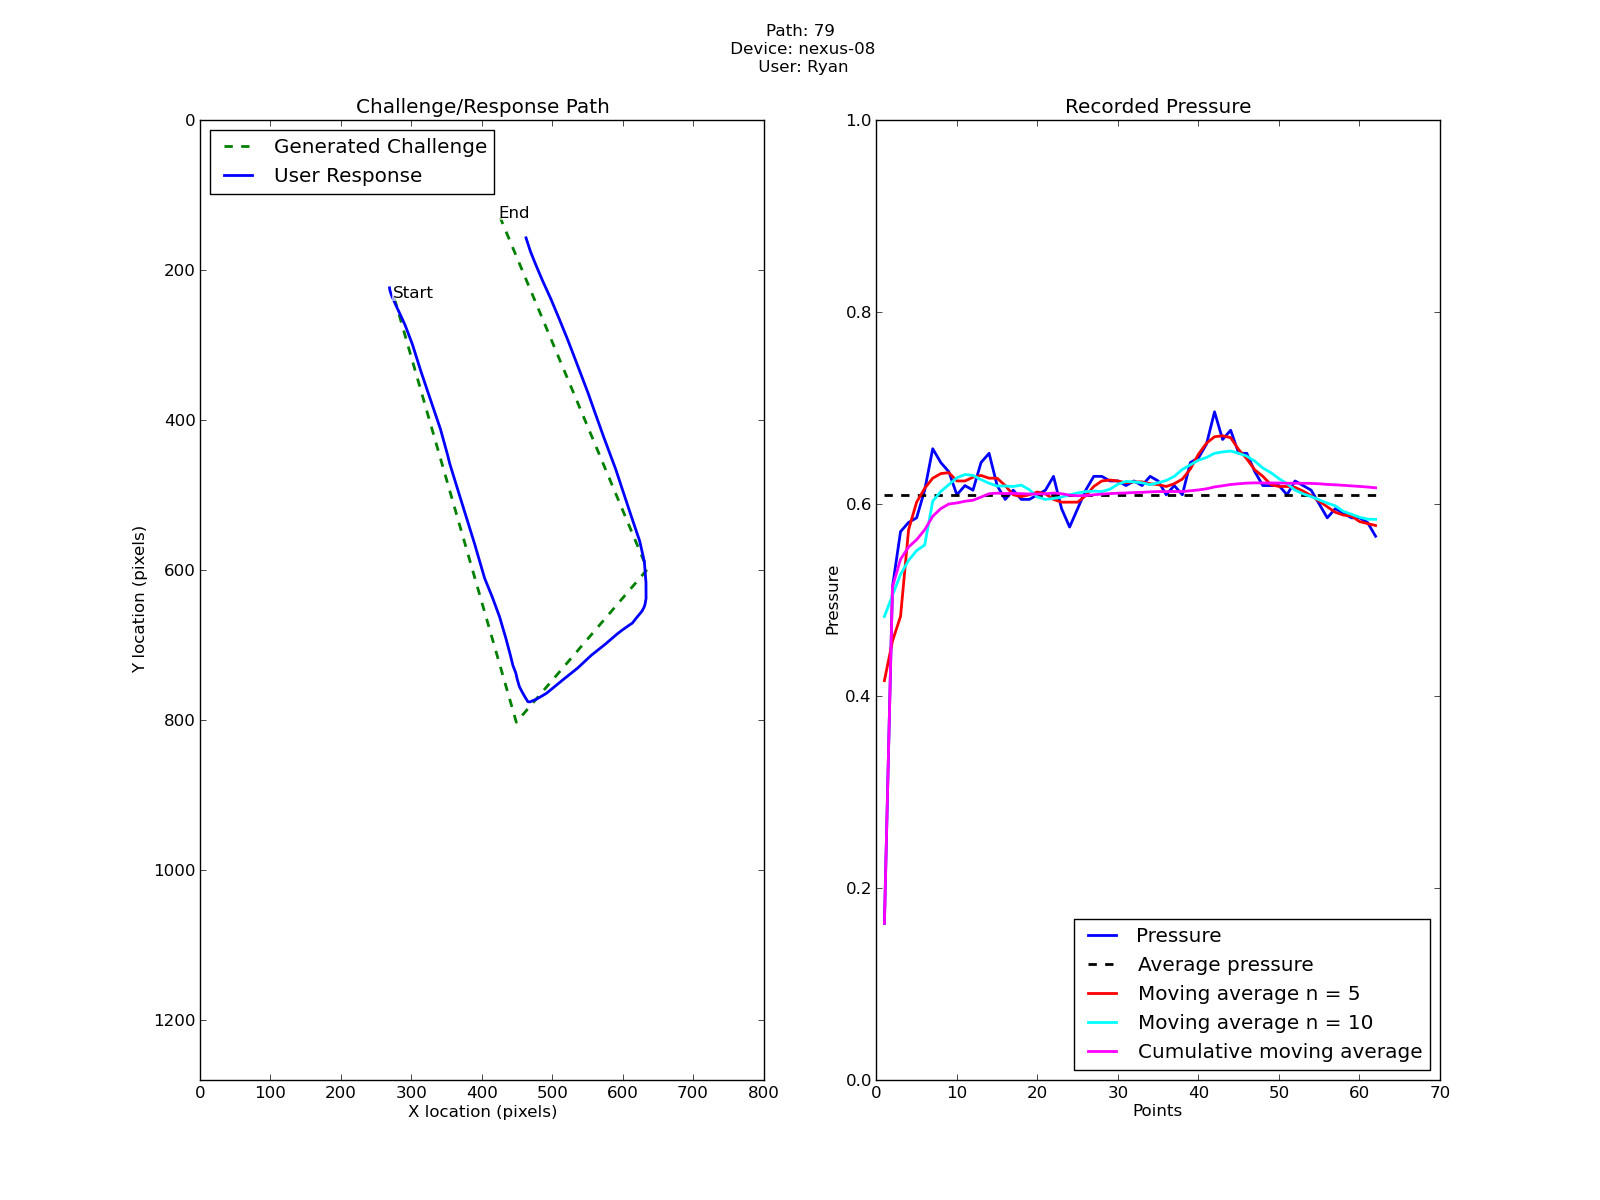 Path: 79
Device: nexus-08
User: Ryan
Challenge/Response Path
Generated Challenge
User Response
End
Start
0
200
400
600
800
1000
1200
Y location (pixels)
0 100 200 300 400 500 600 700 800
X location (pixels)
Recorded Pressure
1.0
0.8
0.6
0.4
0.2
0.0
Pressure
Pressure
Average pressure
Moving average n = 5
Moving average n = 10
Cumulative moving average
0 10 20 30 40 50 60 70
Points